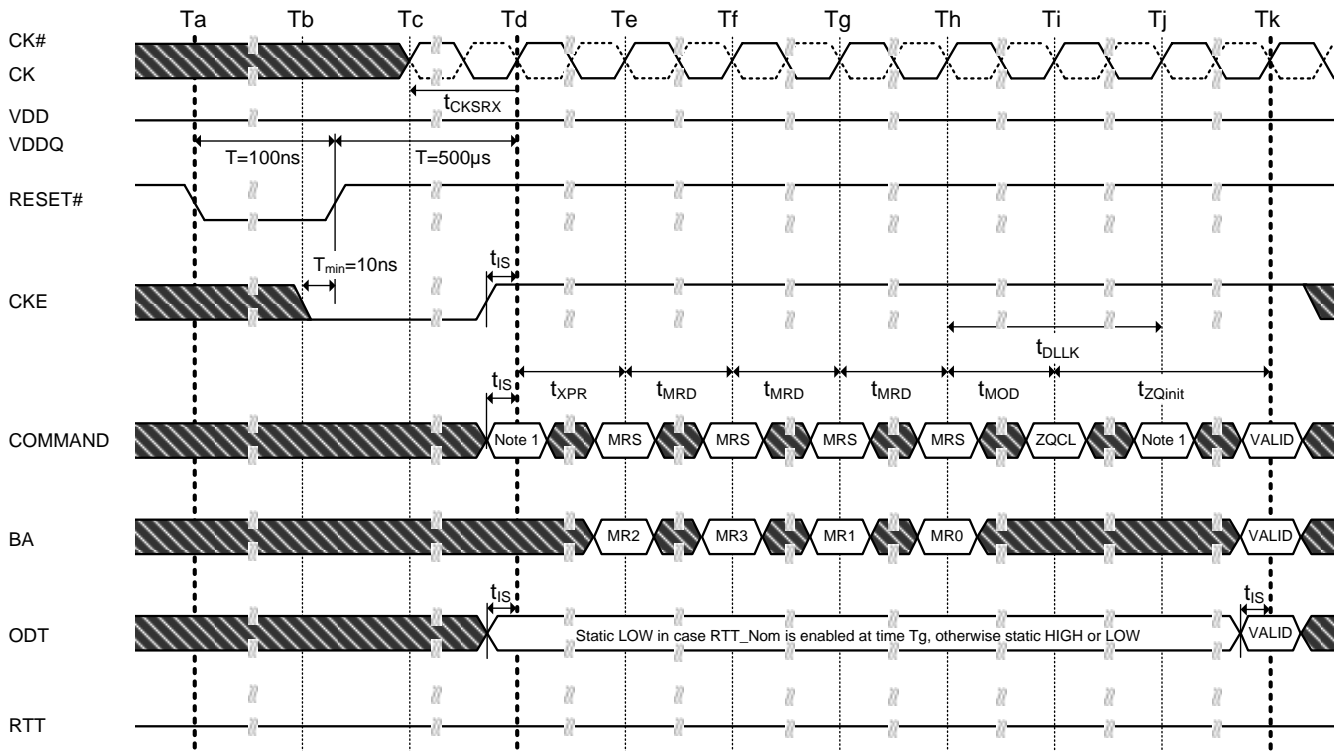 Ta Tb Tc Td Te Tf Tg Th Ti Tj Tk
CK#
CK
tCKSRX
VDD
VDDQ
T=100ns T=500µs
RESET#
Tmin=10ns tIS
CKE
tDLLK
tIS tXPR tMRD tMRD tMRD tMOD tZQinit
COMMAND Note 1 MRS MRS MRS MRS ZQCL Note 1 VALID
BA MR2 MR3 MR1 MR0 VALID
tIS tIS
ODT Static LOW in case RTT_Nom is enabled at time Tg, otherwise static HIGH or LOW VALID
RTT